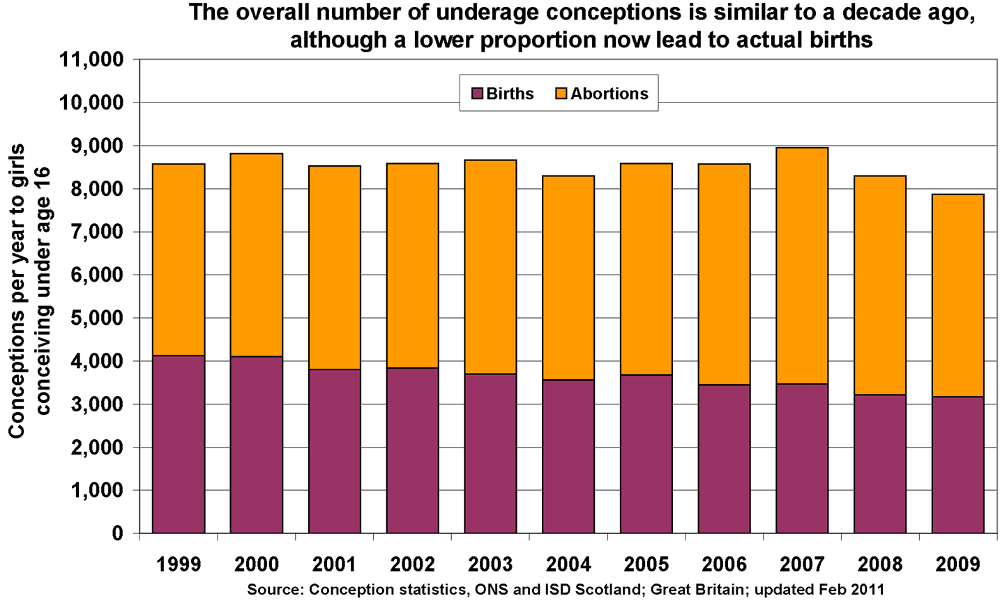 The overall number of underage conceptions is similar to a decade ago,
although a lower proportion now lead to actual births
11,000
10,000
9,000
8,000
7,000
6,000
5,000
4,000
3,000
2,000
1,000
0
Conceptions per year to girls
conceiving under age 16
Births Abortions
1999 2000 2001 2002 2003 2004 2005 2006 2007 2008 2009
Source: Conception statistics, ONS and ISD Scotland; Great Britain; updated Feb 2011